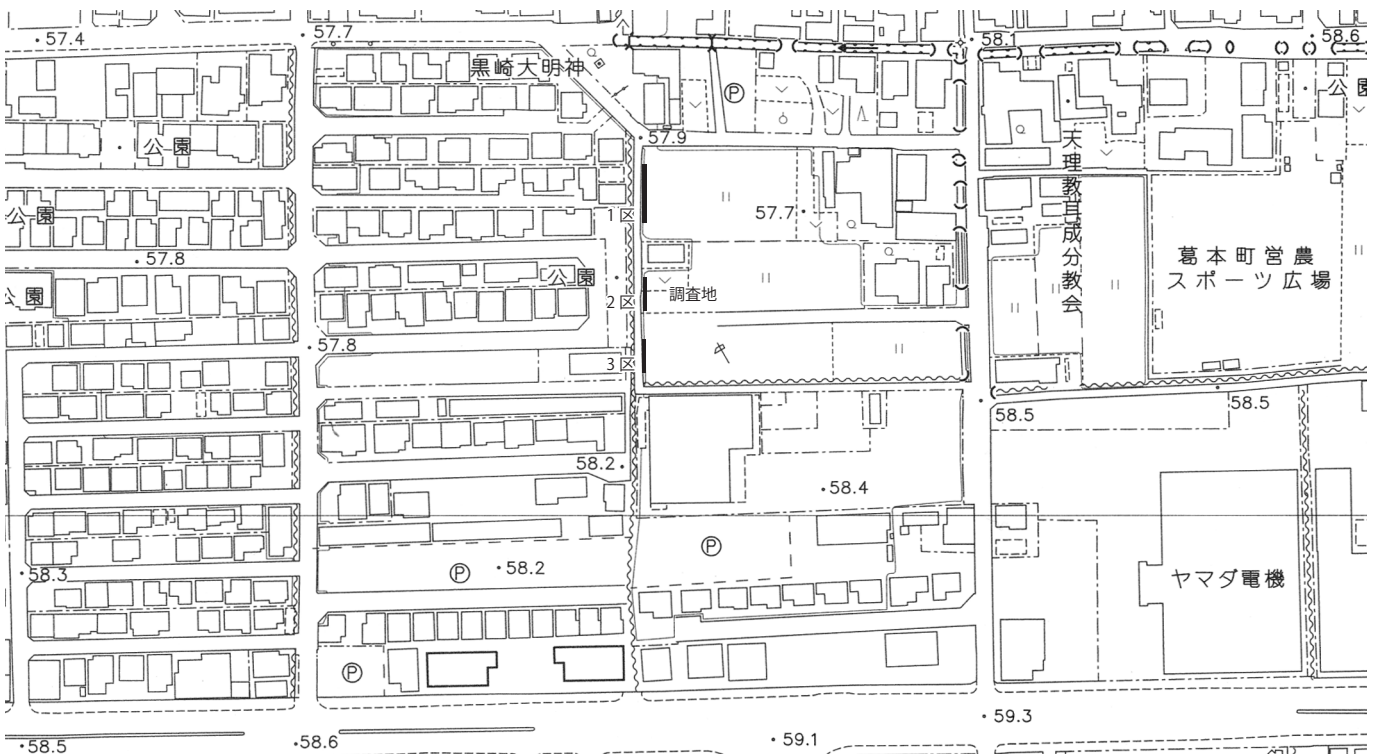 57.4
57.7
58.1
58.6
黒崎大明神
P
公園
57.9
公園
天理教耳成分教会
公園
1区
57.7
57.8
公園
葛本町営農
スポーツ広場
公園
2区
調査地
57.8
3区
58.5
58.5
58.2
58.4
P
58.3
P
58.2
ヤマダ電機
P
59.3
58.5
58.6
59.1